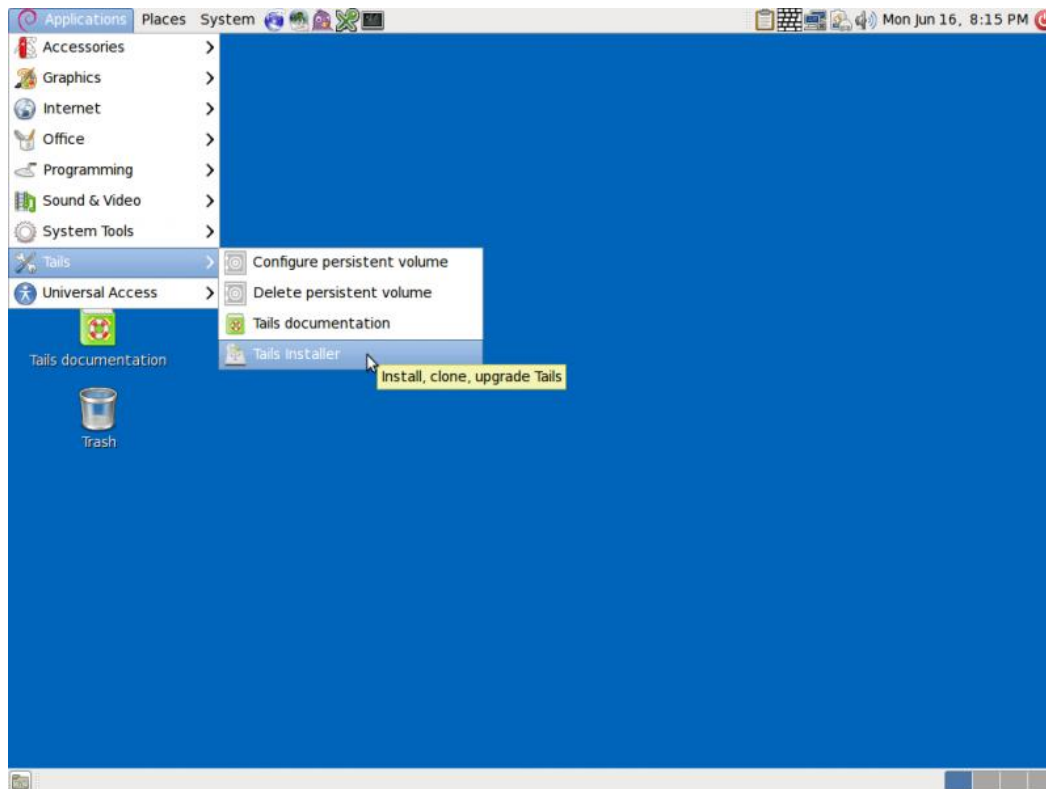 Applications Places System Mon Jun 16, 8:15 PM
Accessories
Graphics
Internet
Office
Programming
Sound & Video
System Tools
Tails
Configure persistent volume
Universal Access
Delete persistent volume
Tails documentation
Tails Installer
Install, clone, upgrade Tails
Tails documentation
Trash